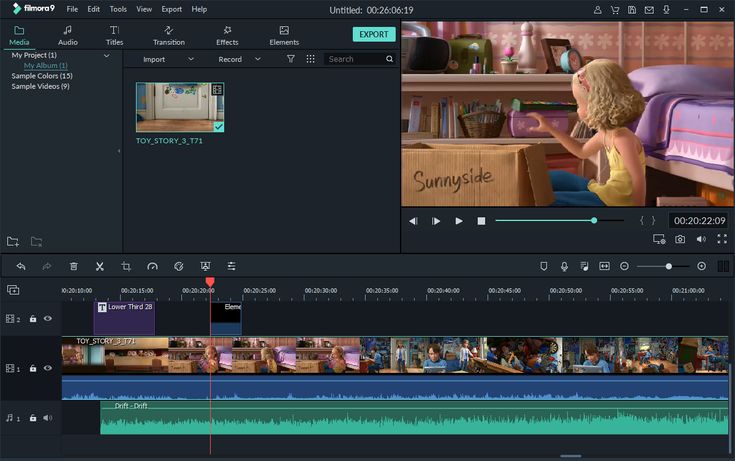 filmora9
File Edit Tools View Export Help
Untitled: 00:26:06:19
Media
Audio
Titles
Transition
Effects
Elements
EXPORT
My Project (1)
My Album (1)
Sample Colors (15)
Sample Videos (9)
Import
Record
Search
TOY_STORY_3_T71
Sunnyside
00:20:22:09
00:20:10:00
00:20:15:00
00:20:20:00
00:20:25:00
00:20:30:00
00:20:35:00
00:20:40:00
00:20:45:00
00:20:50:00
00:20:55:00
00:21:00:00
2
T Lower Third 28
Eleme
1
TOY_STORY_3_T71
1
Drift - Drift